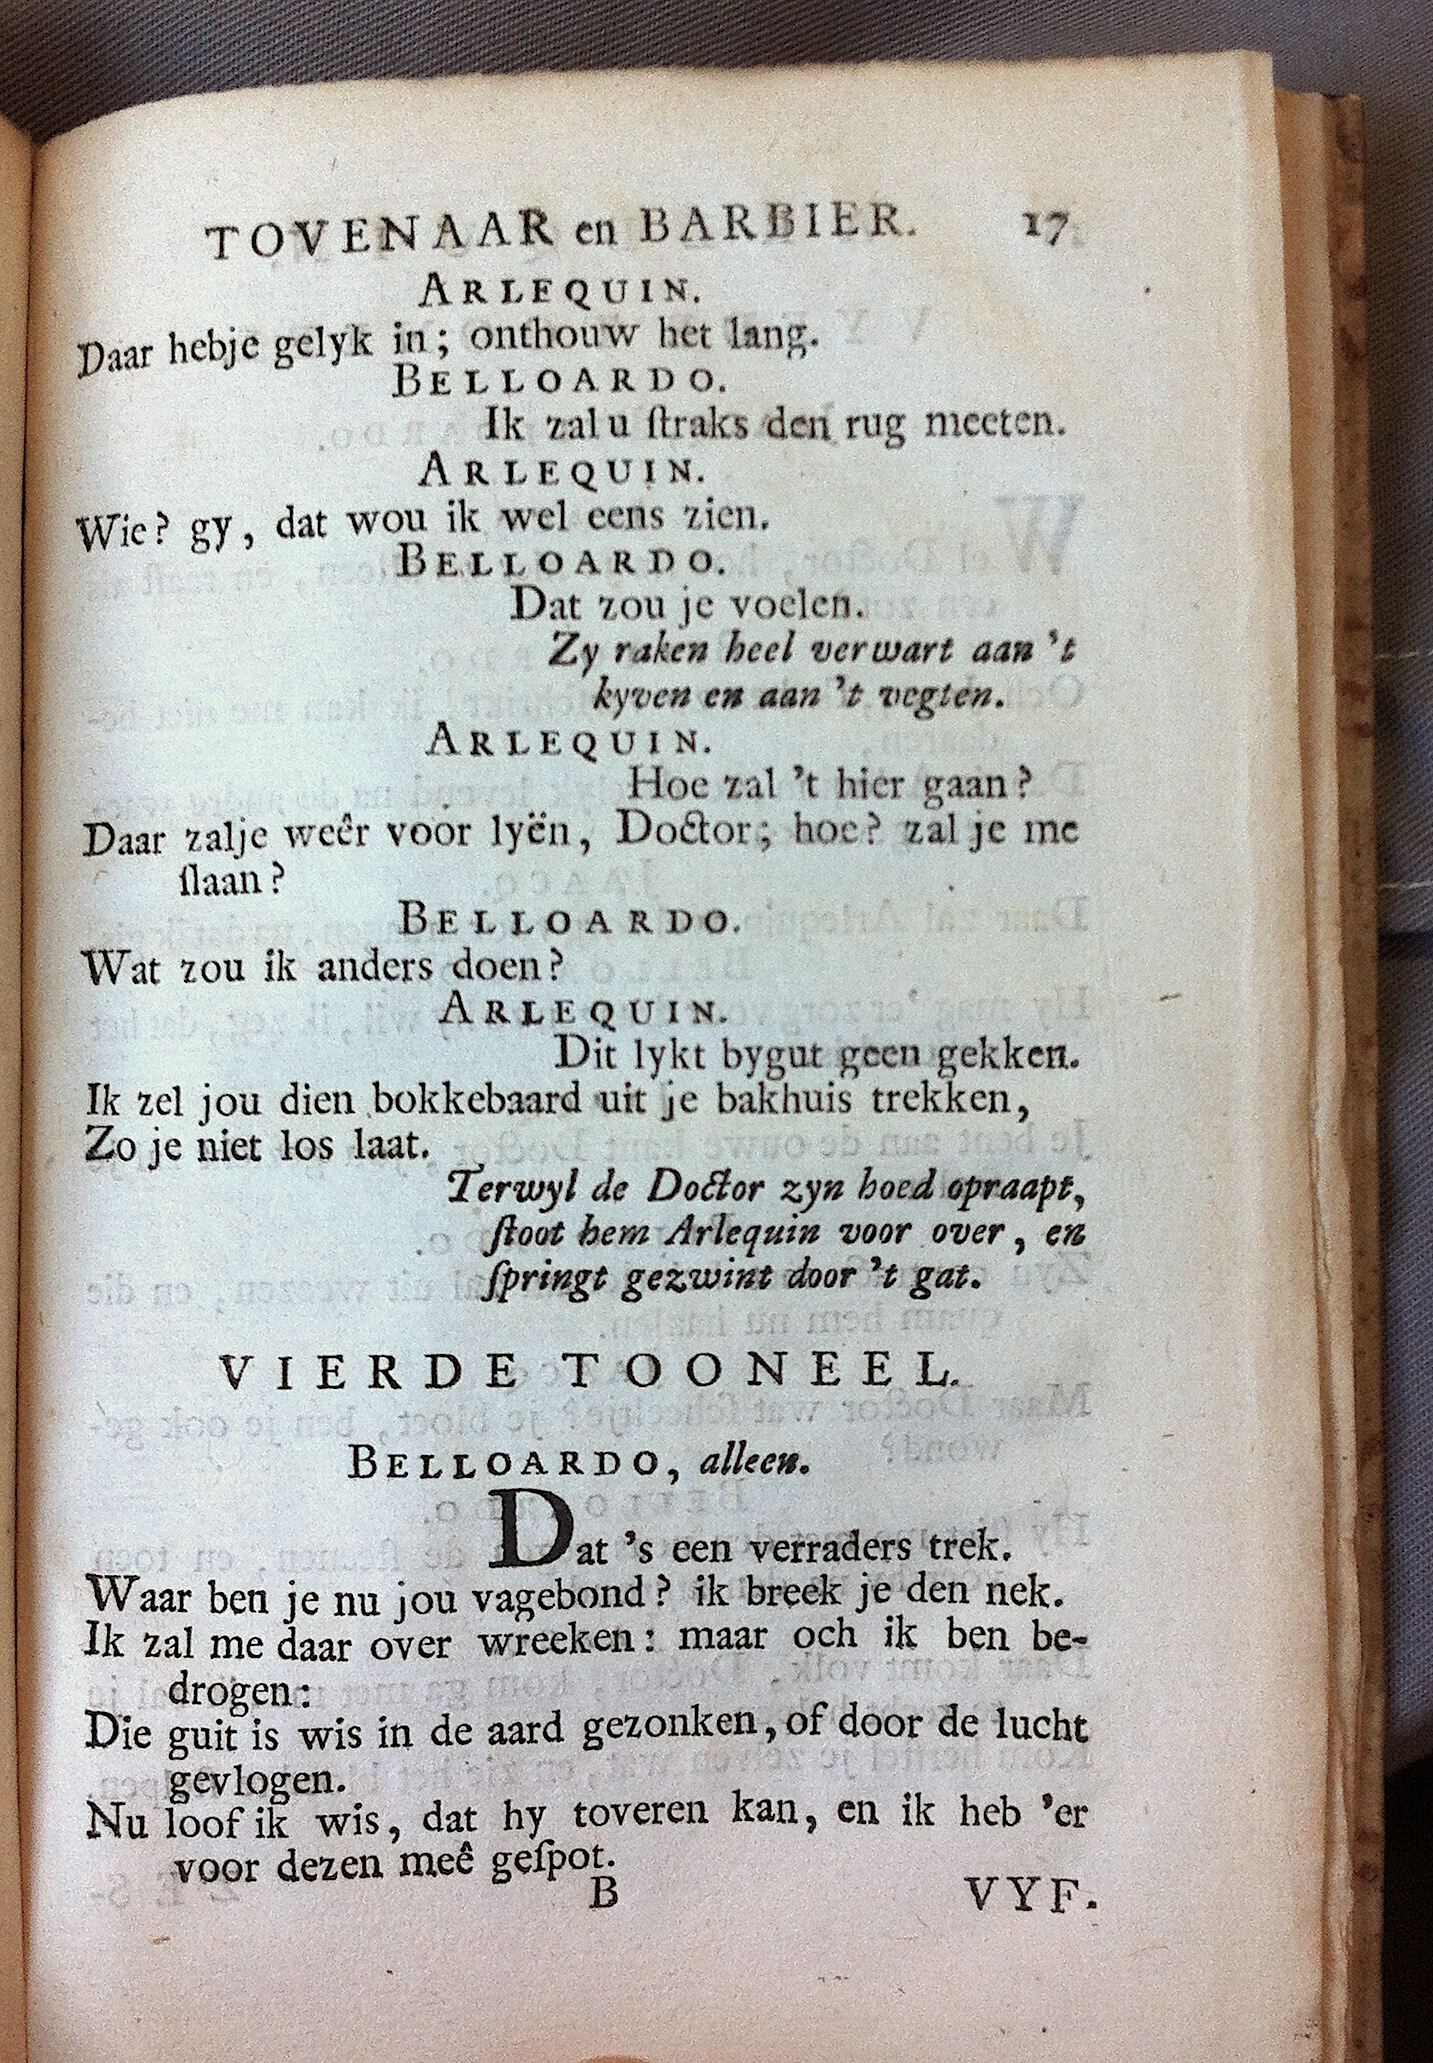 TOVENAAR en BARBIER. 17
ARLEQUIN.
Daar hebje gelyk in; onthouw het lang.
BELLOARDO.
Ik zal u ſtraks den rug meeten.
ARLEQUIN.
Wie? gy, dat wou ik wel eens zien.
BELLOARDO.
Dat zou je voelen.
Zy raken heel verwart aan 't
kyven en aan 't vegten.
ARLEQUIN.
Hoe zal 't hier gaan?
Daar zalje weêr voor lyën, Doctor; hoe? zal je me
ſlaan?
BELLOARDO.
Wat zou ik anders doen?
ARLEQUIN.
Dit lykt bygut geen gekken.
Ik zel jou dien bokkebaard uit je bakhuis trekken,
Zo je niet los laat.
Terwyl de Doctor zyn hoed opraapt,
ſtoot hem Arlequin voor over, en
ſpringt gezwint door 't gat.
VIERDE TOONEEL.
BELLOARDO, alleen.
Dat 's een verraders trek.
Waar ben je nu jou vagebond? ik breek je den nek.
Ik zal me daar over wreeken: maar och ik ben be-
drogen:
Die guit is wis in de aard gezonken, of door de lucht
gevlogen.
Nu loof ik wis, dat hy toveren kan, en ik heb 'er
voor dezen meê geſpot.
B VYF.